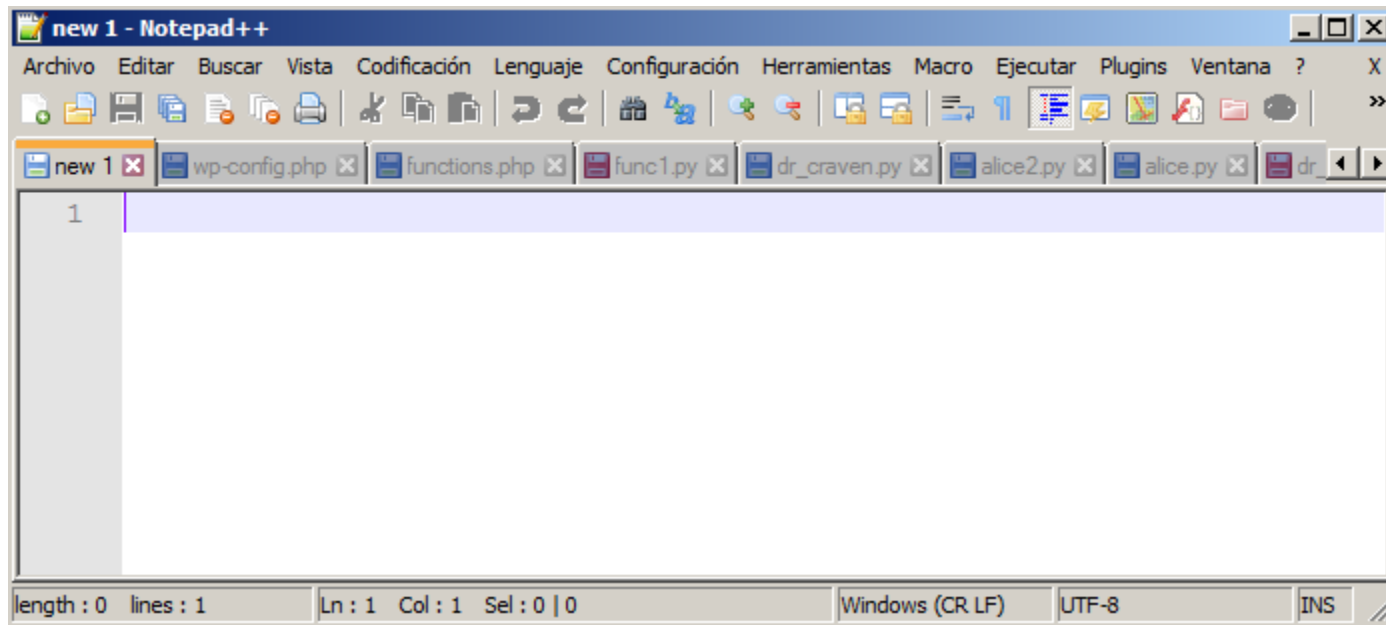 new 1 - Notepad++
Archivo Editar Buscar Vista Codificación Lenguaje Configuración Herramientas Macro Ejecutar Plugins Ventana ? X
new 1 wp-config.php functions.php func1.py dr_craven.py alice2.py alice.py dr_
1
length : 0 lines : 1 Ln : 1 Col : 1 Sel : 0 | 0 Windows (CR LF) UTF-8 INS